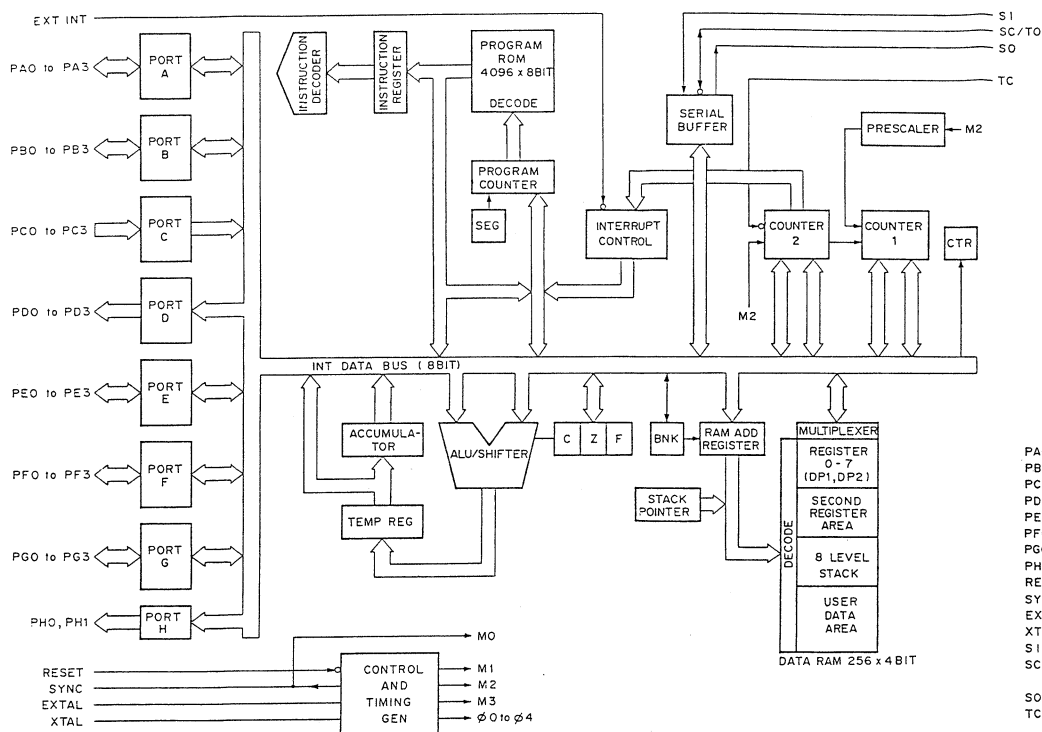 EXT INT
PA0 to PA3
PORT
A
PB0 to PB3
PORT
B
PC0 to PC3
PORT
C
PD0 to PD3
PORT
D
PE0 to PE3
PORT
E
PF0 to PF3
PORT
F
PG0 to PG3
PORT
G
PH0, PH1
PORT
H
INSTRUCTION
DECODER
INSTRUCTION
REGISTER
PROGRAM
ROM
4096 x 8BIT
DECODE
PROGRAM
COUNTER
SEG
INTERRUPT
CONTROL
SERIAL
BUFFER
SI
SC/TO
SO
TC
PRESCALER
M2
COUNTER
2
COUNTER
1
CTR
M2
INT DATA BUS ( 8BIT)
ACCUMULA-
TOR
TEMP REG
ALU/SHIFTER
C Z F
BNK
RAM ADD
REGISTER
STACK
POINTER
MULTIPLEXER
REGISTER
0 - 7
(DP1, DP2)
SECOND
REGISTER
AREA
8 LEVEL
STACK
USER
DATA
AREA
DECODE
DATA RAM 256 x 4 BIT
RESET
SYNC
EXTAL
XTAL
CONTROL
AND
TIMING
GEN
M0
M1
M2
M3
Ø0 to Ø4
PA
PB
PC
PD
PE
PF
PG
PH
RE
SY
EX
XT
SI
SC
SO
TC